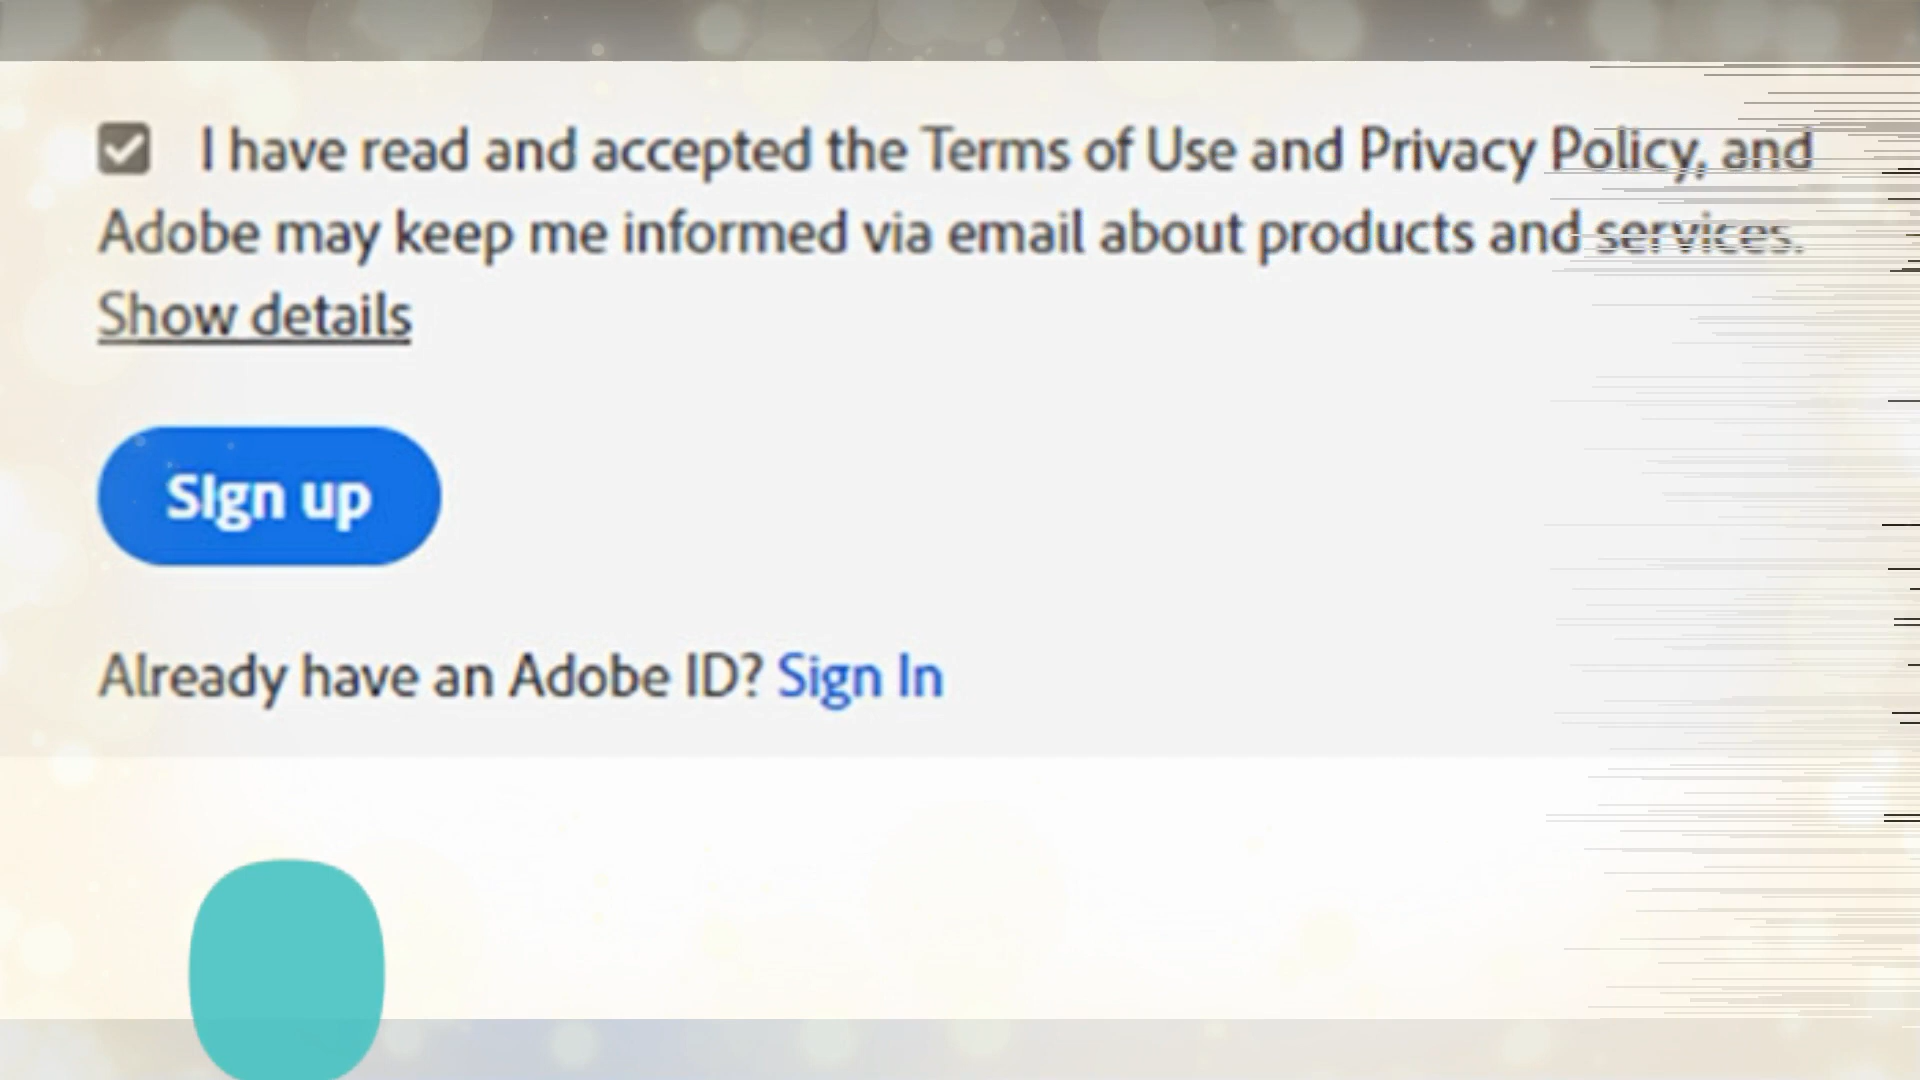 I have read and accepted the Terms of Use and Privacy Policy, and
Adobe may keep me informed via email about products and services.
Show details
Sign up
Already have an Adobe ID? Sign In